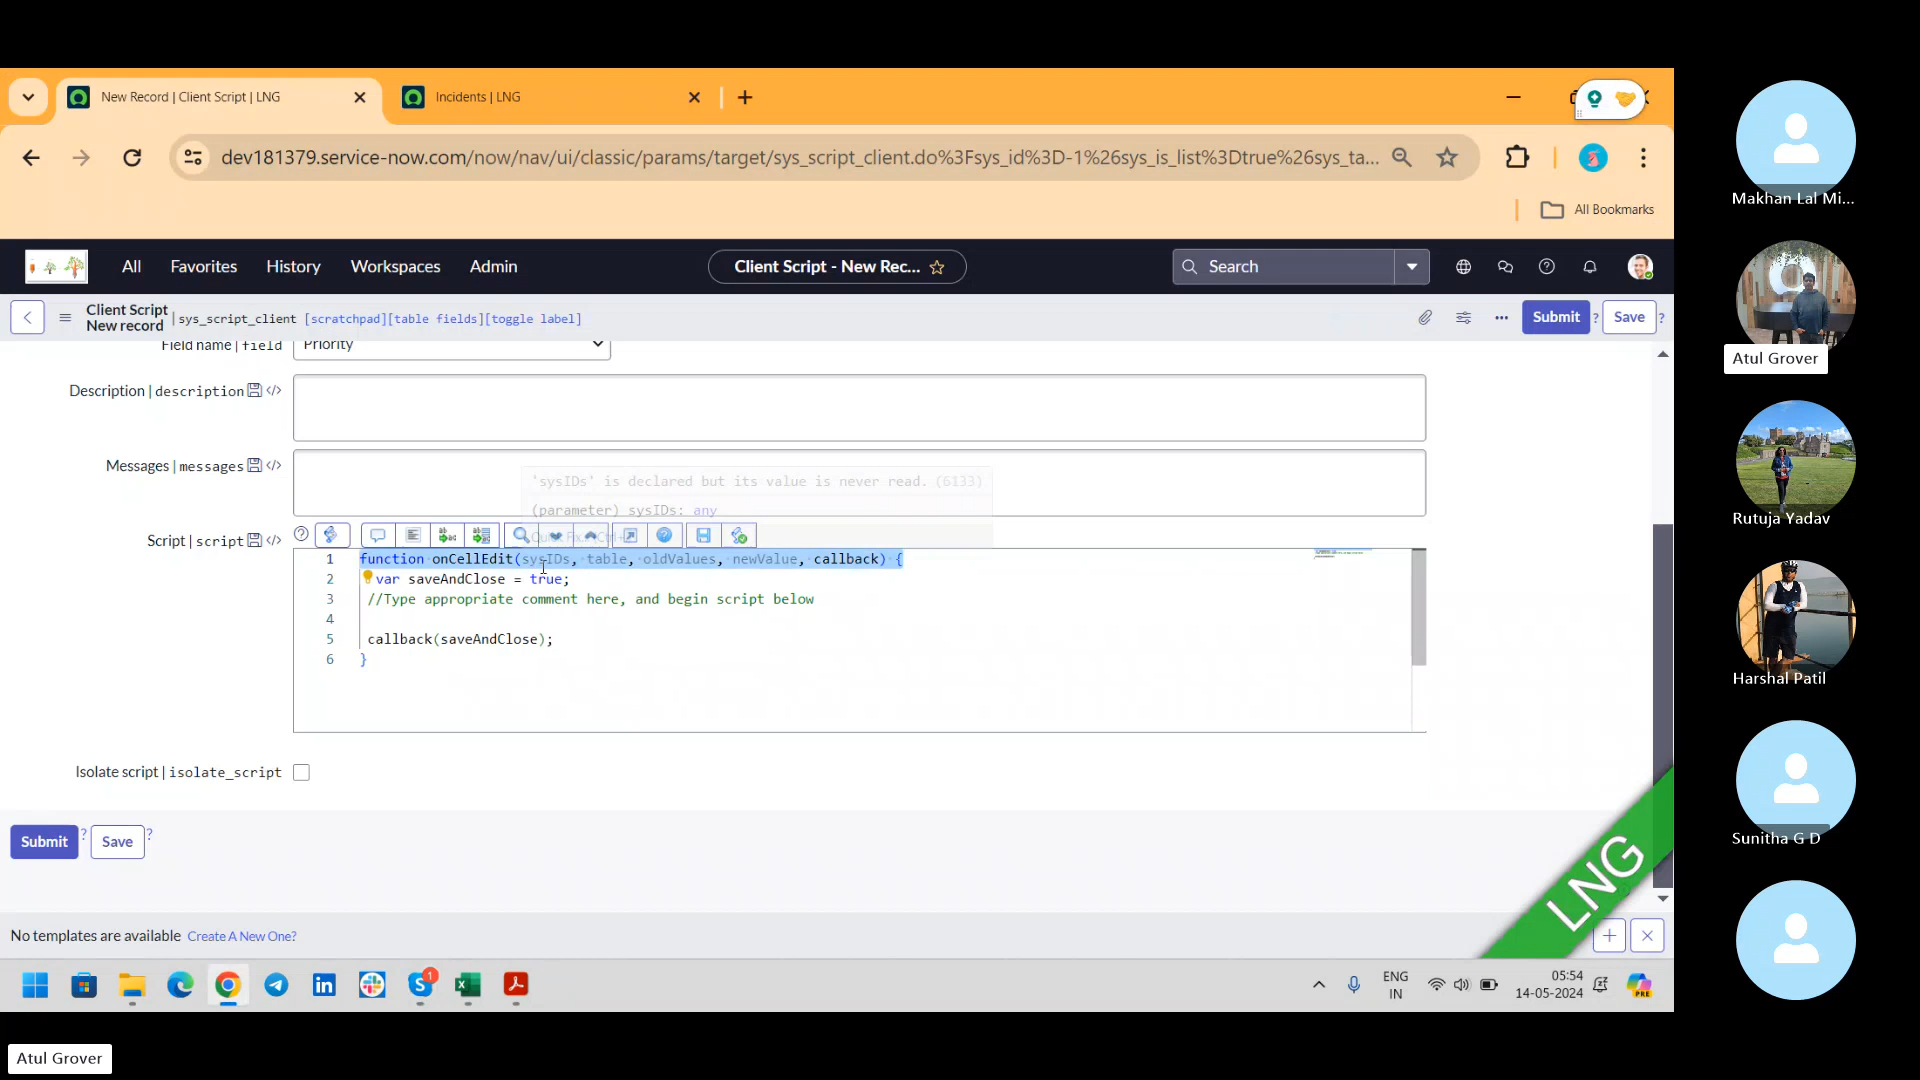 New Record | Client Script | LNG
Incidents | LNG
dev181379.service-now.com/now/nav/ui/classic/params/target/sys_script_client.do%3Fsys_id%3D-1%26sys_is_list%3Dtrue%26sys_ta...
All Bookmarks
All
Favorites
History
Workspaces
Admin
Client Script - New Rec...
Search
Client Script
New record
| sys_script_client [scratchpad][table fields][toggle label]
Submit
?
Save
?
Field name | field
Priority
Description | description
Messages | messages
'sysIDs' is declared but its value is never read. (6133)
(parameter) sysIDs: any
Script | script
1 function onCellEdit(sysIDs, table, oldValues, newValue, callback) {
2 var saveAndClose = true;
3 //Type appropriate comment here, and begin script below
4
5 callback(saveAndClose);
6 }
Isolate script | isolate_script
Submit
?
Save
?
LNG
No templates are available Create A New One?
1
ENG
IN
05:54
14-05-2024
PRE
Makhan Lal Mi...
Atul Grover
Rutuja Yadav
Harshal Patil
Sunitha G D
Atul Grover